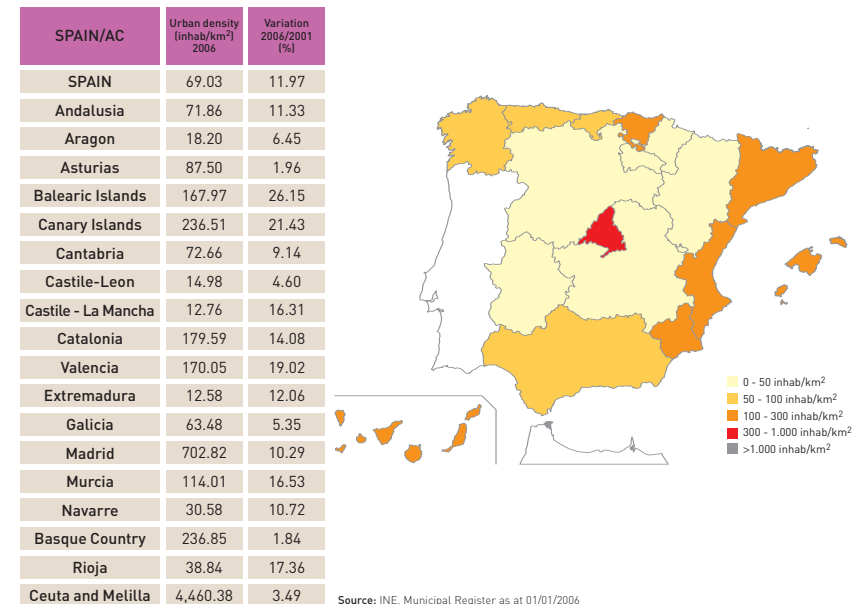 SPAIN/AC
Urban density
(inhab/km²)
2006
Variation
2006/2001
(%)
SPAIN 69.03 11.97
Andalusia 71.86 11.33
Aragon 18.20 6.45
Asturias 87.50 1.96
Balearic Islands 167.97 26.15
Canary Islands 236.51 21.43
Cantabria 72.66 9.14
Castile-Leon 14.98 4.60
Castile - La Mancha 12.76 16.31
Catalonia 179.59 14.08
Valencia 170.05 19.02
Extremadura 12.58 12.06
Galicia 63.48 5.35
Madrid 702.82 10.29
Murcia 114.01 16.53
Navarre 30.58 10.72
Basque Country 236.85 1.84
Rioja 38.84 17.36
Ceuta and Melilla 4,460.38 3.49
0 - 50 inhab/km²
50 - 100 inhab/km²
100 - 300 inhab/km²
300 - 1.000 inhab/km²
>1.000 inhab/km²
Source: INE. Municipal Register as at 01/01/2006